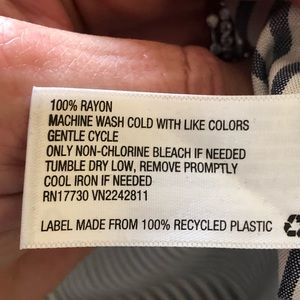 100% RAYON
MACHINE WASH COLD WITH LIKE COLORS
GENTLE CYCLE
ONLY NON-CHLORINE BLEACH IF NEEDED
TUMBLE DRY LOW, REMOVE PROMPTLY
COOL IRON IF NEEDED
RN17730 VN2242811
LABEL MADE FROM 100% RECYCLED PLASTIC